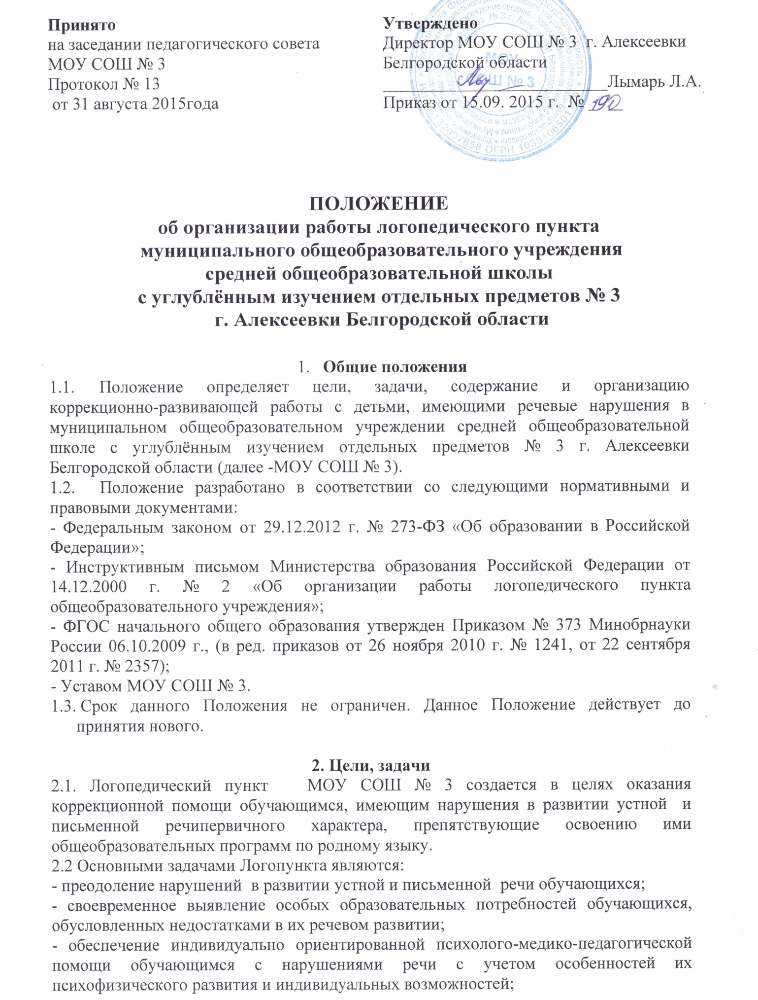 Принято
на заседании педагогического совета
МОУ СОШ № 3
Протокол № 13
от 31 августа 2015года
Утверждено
Директор МОУ СОШ № 3 г. Алексеевки
Белгородской области
Лымарь Л.А.
Приказ от 15.09. 2015 г. № 190
МОУ
СОШ № 3
ПОЛОЖЕНИЕ
об организации работы логопедического пункта
муниципального общеобразовательного учреждения
средней общеобразовательной школы
с углублённым изучением отдельных предметов № 3
г. Алексеевки Белгородской области
1. Общие положения
1.1. Положение определяет цели, задачи, содержание и организацию
коррекционно-развивающей работы с детьми, имеющими речевые нарушения в
муниципальном общеобразовательном учреждении средней общеобразовательной
школе с углублённым изучением отдельных предметов № 3 г. Алексеевки
Белгородской области (далее -МОУ СОШ № 3).
1.2. Положение разработано в соответствии со следующими нормативными и
правовыми документами:
- Федеральным законом от 29.12.2012 г. № 273-ФЗ «Об образовании в Российской
Федерации»;
- Инструктивным письмом Министерства образования Российской Федерации от
14.12.2000 г. № 2 «Об организации работы логопедического пункта
общеобразовательного учреждения»;
- ФГОС начального общего образования утвержден Приказом № 373 Минобрнауки
России 06.10.2009 г., (в ред. приказов от 26 ноября 2010 г. № 1241, от 22 сентября
2011 г. № 2357);
- Уставом МОУ СОШ № 3.
1.3. Срок данного Положения не ограничен. Данное Положение действует до
принятия нового.
2. Цели, задачи
2.1. Логопедический пункт МОУ СОШ № 3 создается в целях оказания
коррекционной помощи обучающимся, имеющим нарушения в развитии устной и
письменной речипервичного характера, препятствующие освоению ими
общеобразовательных программ по родному языку.
2.2 Основными задачами Логопункта являются:
- преодоление нарушений в развитии устной и письменной речи обучающихся;
- своевременное выявление особых образовательных потребностей обучающихся,
обусловленных недостатками в их речевом развитии;
- обеспечение индивидуально ориентированной психолого-медико-педагогической
помощи обучающимся с нарушениями речи с учетом особенностей их
психофизического развития и индивидуальных возможностей;